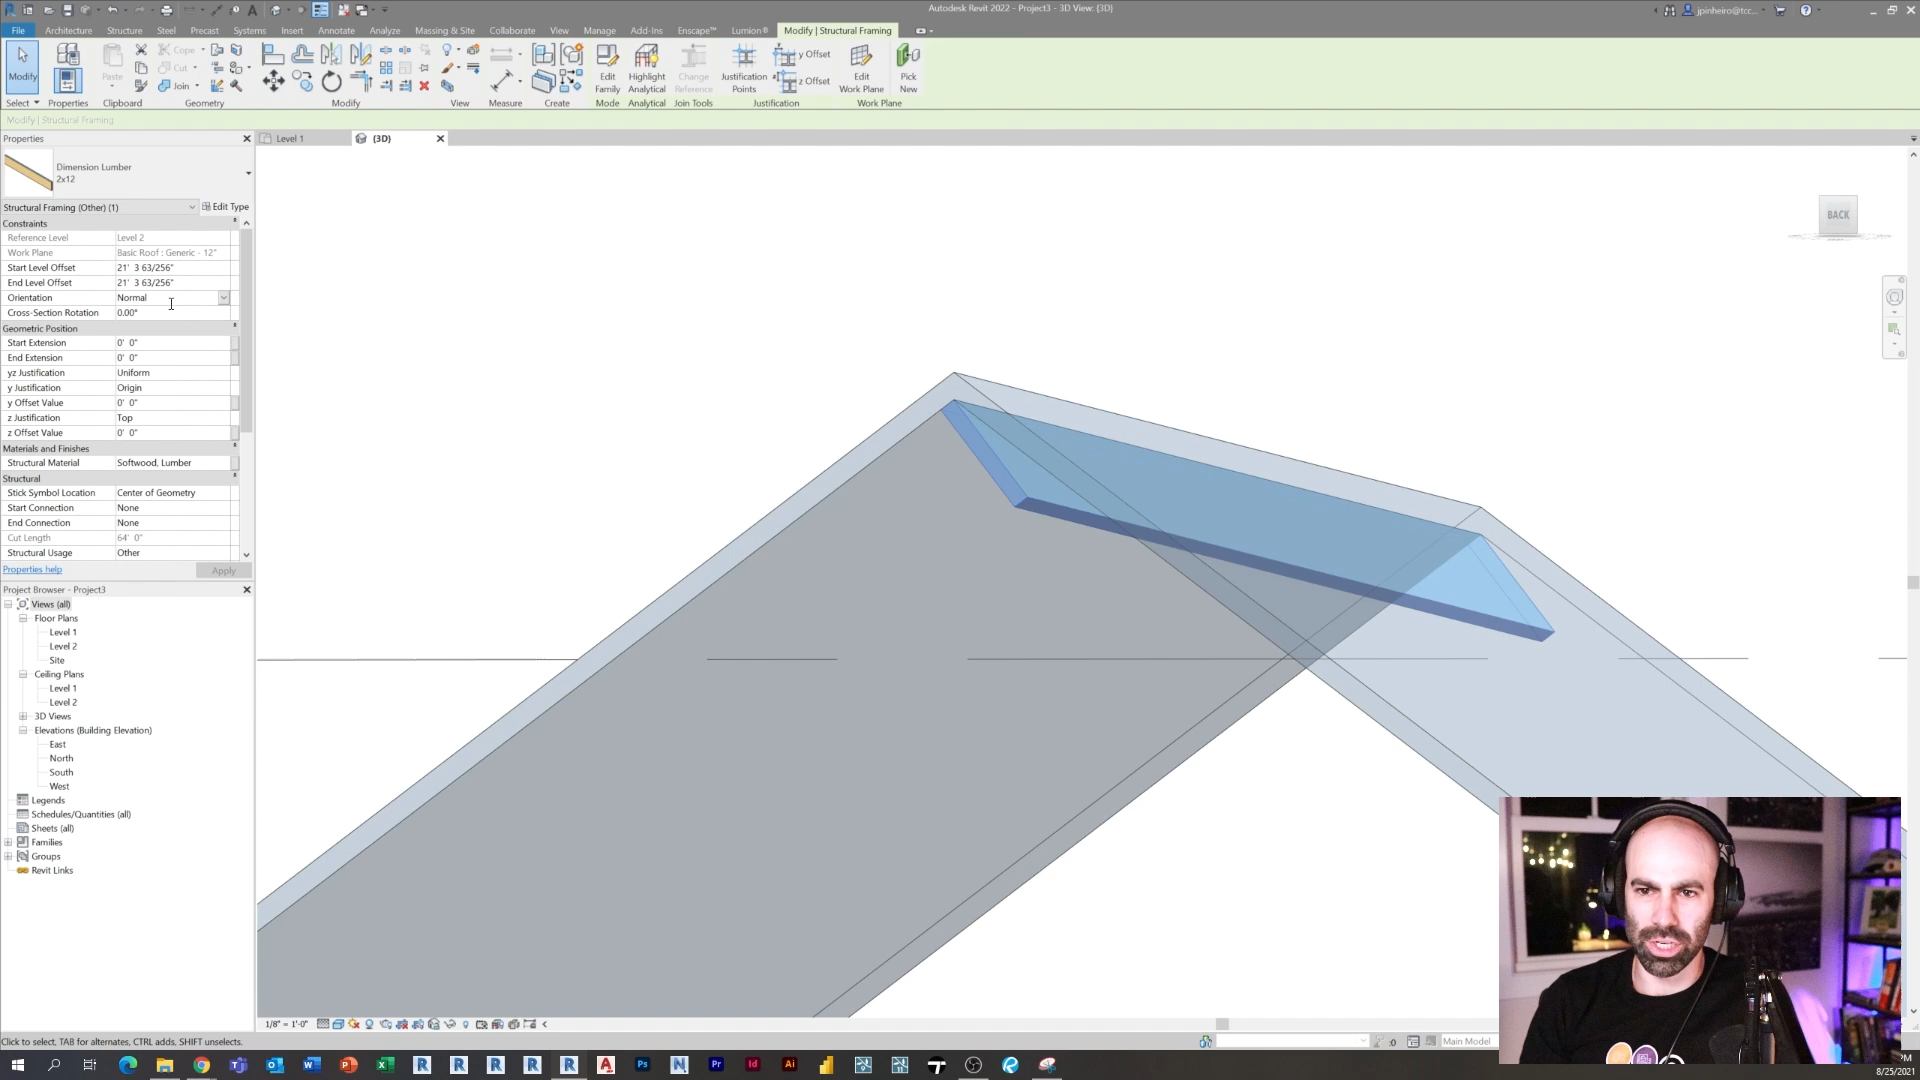 Autodesk Revit 2022 - Project3 - 3D View: {3D}
jpinheiro@tcc...
File Architecture Structure Steel Precast Systems Insert Annotate Analyze Massing & Site Collaborate View Manage Add-Ins Enscape™ Lumion® Modify | Structural Framing
Modify Paste Cope Cut Join Edit Family Highlight Analytical Change Reference Justification Points y Offset z Offset Edit Work Plane Pick New
Select Properties Clipboard Geometry Modify View Measure Create Mode Analytical Join Tools Justification Work Plane
Modify | Structural Framing
Properties
Level 1
{3D}
Dimension Lumber
2x12
Structural Framing (Other) (1)
Edit Type
Constraints
Reference Level Level 2
Work Plane Basic Roof : Generic - 12"
Start Level Offset 21' 3 63/256"
End Level Offset 21' 3 63/256"
Orientation Normal
Cross-Section Rotation 0.00°
Geometric Position
Start Extension 0' 0"
End Extension 0' 0"
yz Justification Uniform
y Justification Origin
y Offset Value 0' 0"
z Justification Top
z Offset Value 0' 0"
Materials and Finishes
Structural Material Softwood, Lumber
Structural
Stick Symbol Location Center of Geometry
Start Connection None
End Connection None
Cut Length 64' 0"
Structural Usage Other
Properties help
Apply
Project Browser - Project3
Views (all)
Floor Plans
Level 1
Level 2
Site
Ceiling Plans
Level 1
Level 2
3D Views
Elevations (Building Elevation)
East
North
South
West
Legends
Schedules/Quantities (all)
Sheets (all)
Families
Groups
Revit Links
BACK
1/8" = 1'-0"
Click to select, TAB for alternates, CTRL adds, SHIFT unselects.
:0
Main Model
8/25/2021